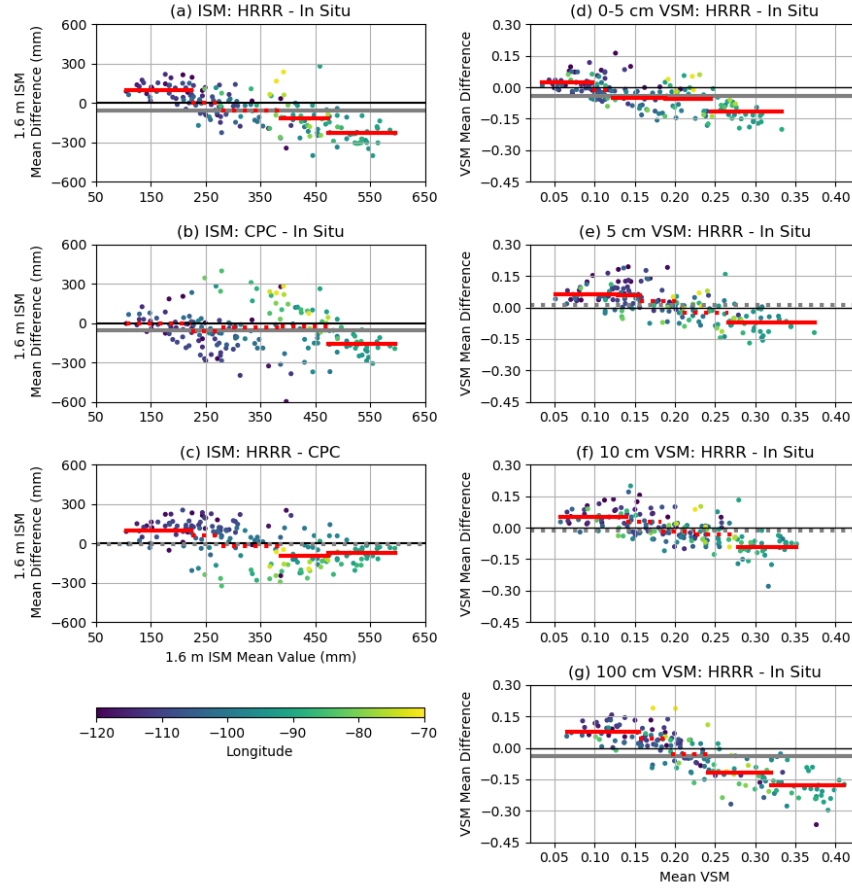 (a) ISM: HRRR - In Situ
600
300
0
−300
−600
1.6 m ISM
Mean Difference (mm)
50 150 250 350 450 550 650
(b) ISM: CPC - In Situ
600
300
0
−300
−600
1.6 m ISM
Mean Difference (mm)
50 150 250 350 450 550 650
(c) ISM: HRRR - CPC
600
300
0
−300
−600
1.6 m ISM
Mean Difference (mm)
50 150 250 350 450 550 650
1.6 m ISM Mean Value (mm)
−120 −110 −100 −90 −80 −70
Longitude
(d) 0-5 cm VSM: HRRR - In Situ
0.30
0.15
0.00
−0.15
−0.30
−0.45
VSM Mean Difference
0.05 0.10 0.15 0.20 0.25 0.30 0.35 0.40
(e) 5 cm VSM: HRRR - In Situ
0.30
0.15
0.00
−0.15
−0.30
−0.45
VSM Mean Difference
0.05 0.10 0.15 0.20 0.25 0.30 0.35 0.40
(f) 10 cm VSM: HRRR - In Situ
0.30
0.15
0.00
−0.15
−0.30
−0.45
VSM Mean Difference
0.05 0.10 0.15 0.20 0.25 0.30 0.35 0.40
(g) 100 cm VSM: HRRR - In Situ
0.30
0.15
0.00
−0.15
−0.30
−0.45
VSM Mean Difference
0.05 0.10 0.15 0.20 0.25 0.30 0.35 0.40
Mean VSM